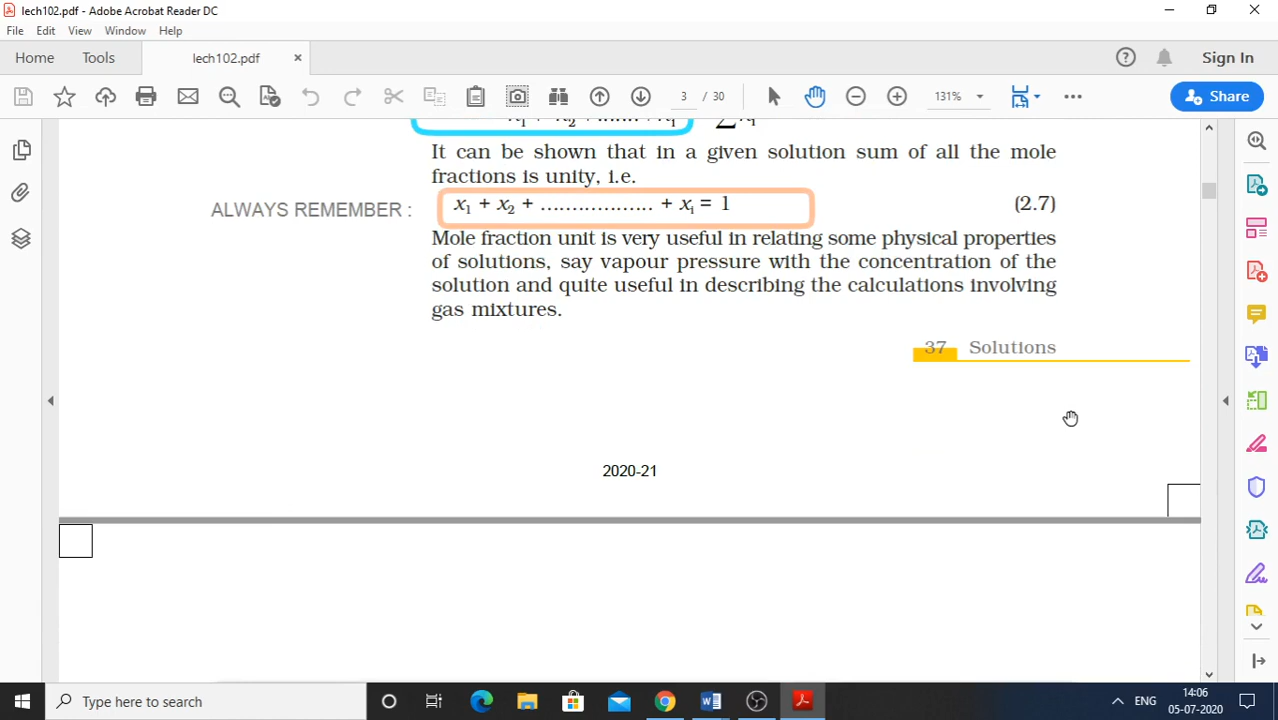 lech102.pdf - Adobe Acrobat Reader DC
File Edit View Window Help
Home Tools lech102.pdf × Sign In
3 / 30 131% Share
It can be shown that in a given solution sum of all the mole
fractions is unity, i.e.
ALWAYS REMEMBER : x₁ + x₂ + .................. + xᵢ = 1 (2.7)
Mole fraction unit is very useful in relating some physical properties
of solutions, say vapour pressure with the concentration of the
solution and quite useful in describing the calculations involving
gas mixtures.
37 Solutions
2020-21
Type here to search
ENG
14:06
05-07-2020